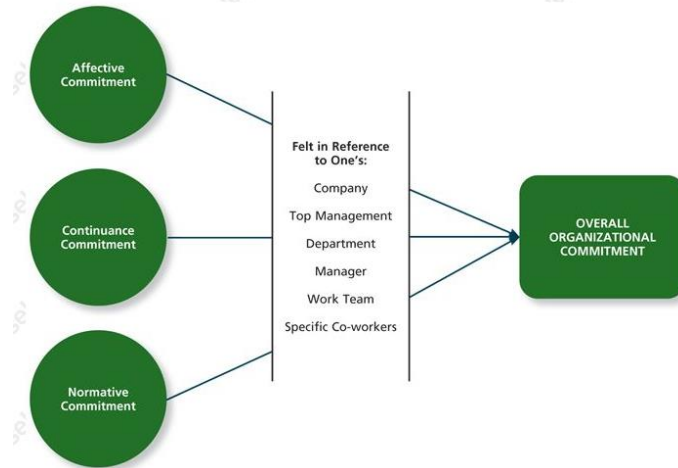 Affective
Commitment
Continuance
Commitment
Normative
Commitment
Felt in Reference
to One's:
Company
Top Management
Department
Manager
Work Team
Specific Co-workers
OVERALL
ORGANIZATIONAL
COMMITMENT